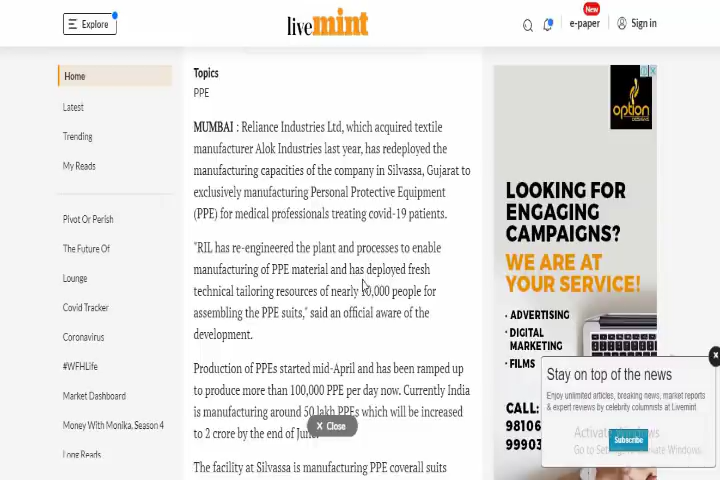 Explore
livemint
New
e-paper
Sign in
Home
Latest
Trending
My Reads
Pivot Or Perish
The Future Of
Lounge
Covid Tracker
Coronavirus
#WFHLife
Market Dashboard
Money With Monika, Season 4
Long Reads
Topics
PPE
MUMBAI : Reliance Industries Ltd, which acquired textile
manufacturer Alok Industries last year, has redeployed the
manufacturing capacities of the company in Silvassa, Gujarat to
exclusively manufacturing Personal Protective Equipment
(PPE) for medical professionals treating covid-19 patients.
"RIL has re-engineered the plant and processes to enable
manufacturing of PPE material and has deployed fresh
technical tailoring resources of nearly 10,000 people for
assembling the PPE suits," said an official aware of the
development.
Production of PPEs started mid-April and has been ramped up
to produce more than 100,000 PPE per day now. Currently India
is manufacturing around 50 lakh PPEs which will be increased
to 2 crore by the end of
X Close
The facility at Silvassa is manufacturing PPE coverall suits
option
LOOKING FOR
ENGAGING
CAMPAIGNS?
WE ARE AT
YOUR SERVICE!
• ADVERTISING
• DIGITAL
MARKETING
• FILMS
CALL:
98106
99903
Stay on top of the news
Enjoy unlimited articles, breaking news, market reports
& expert reviews by celebrity columnists at Livemint
Subscribe